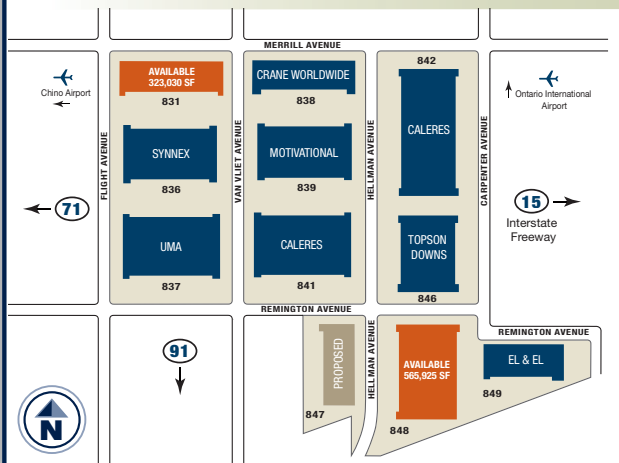 MERRILL AVENUE
Chino Airport
AVAILABLE
323,030 SF
831
CRANE WORLDWIDE
838
842
CALERES
Ontario International
Airport
FLIGHT AVENUE
SYNNEX
836
VAN VLIET AVENUE
MOTIVATIONAL
839
HELLMAN AVENUE
CARPENTER AVENUE
71
15
Interstate
Freeway
UMA
837
CALERES
841
TOPSON
DOWNS
846
REMINGTON AVENUE
REMINGTON AVENUE
91
PROPOSED
847
HELLMAN AVENUE
AVAILABLE
565,925 SF
848
EL & EL
849
N